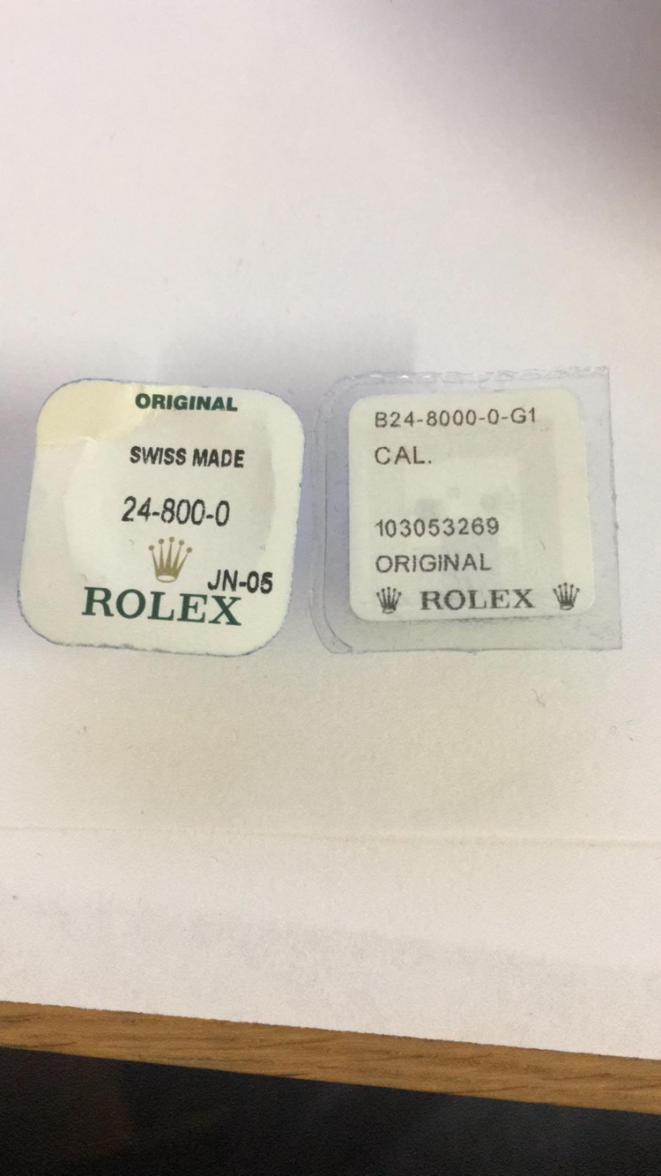 ORIGINAL
SWISS MADE
24-800-0
JN-05
ROLEX
B24-8000-0-G1
CAL.
103053269
ORIGINAL
ROLEX